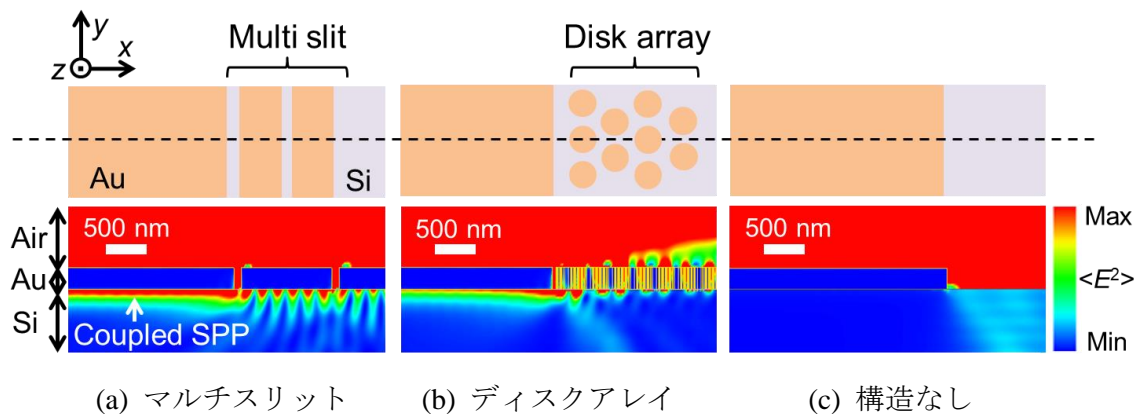 y
x
z
Multi slit
Disk array
Au
Si
Air
Au
Si
500 nm
Coupled SPP
500 nm
500 nm
Max
<E²>
Min
(a) マルチスリット
(b) ディスクアレイ
(c) 構造なし